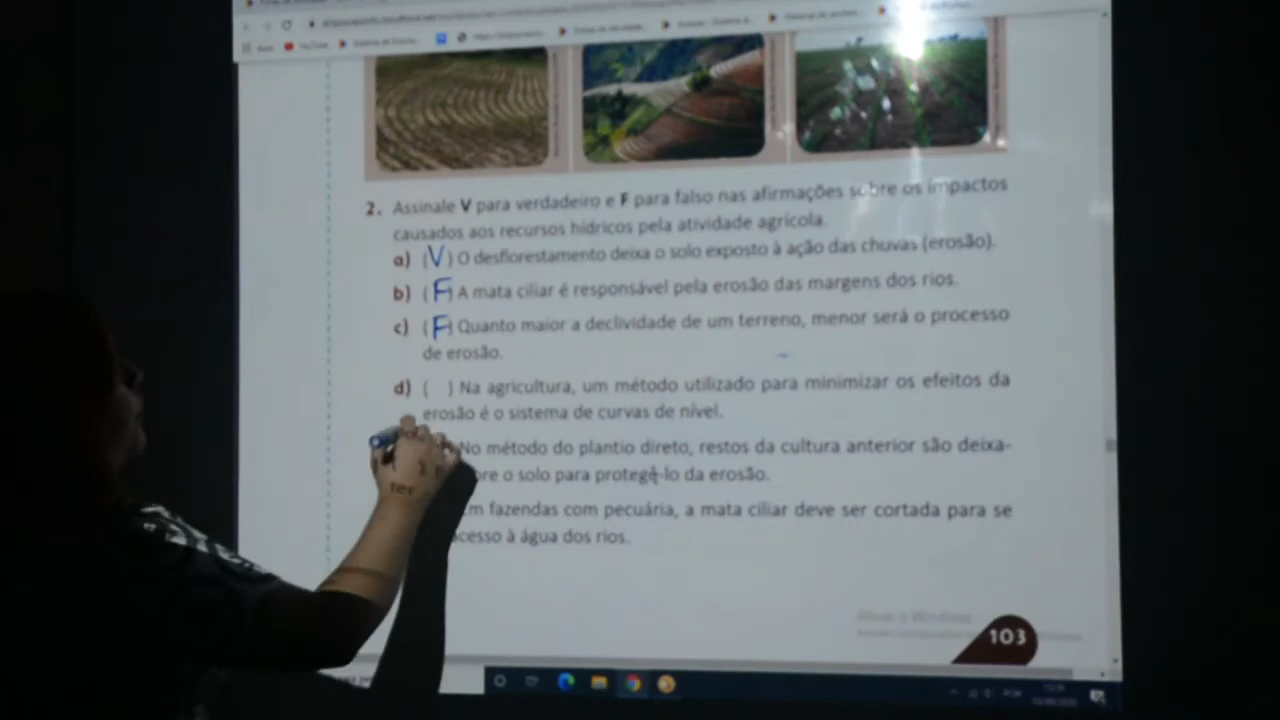 YouTube
2. Assinale V para verdadeiro e F para falso nas afirmações sobre os impactos
causados aos recursos hídricos pela atividade agrícola.
a) (V) O desflorestamento deixa o solo exposto à ação das chuvas (erosão).
b) (F) A mata ciliar é responsável pela erosão das margens dos rios.
c) (F) Quanto maior a declividade de um terreno, menor será o processo
de erosão.
d) ( ) Na agricultura, um método utilizado para minimizar os efeitos da
erosão é o sistema de curvas de nível.
No método do plantio direto, restos da cultura anterior são deixa-
o solo para protegê-lo da erosão.
Em fazendas com pecuária, a mata ciliar deve ser cortada para se
à água dos rios.
Ativar o Windows
103